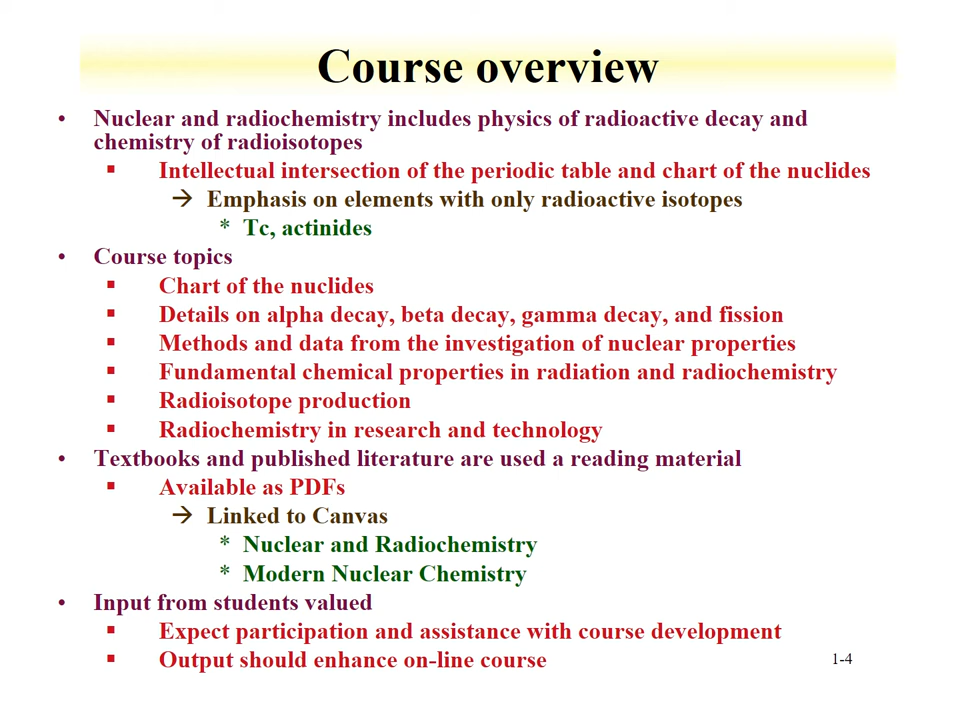 Course overview
• Nuclear and radiochemistry includes physics of radioactive decay and
chemistry of radioisotopes
▪ Intellectual intersection of the periodic table and chart of the nuclides
→ Emphasis on elements with only radioactive isotopes
* Tc, actinides
• Course topics
▪ Chart of the nuclides
▪ Details on alpha decay, beta decay, gamma decay, and fission
▪ Methods and data from the investigation of nuclear properties
▪ Fundamental chemical properties in radiation and radiochemistry
▪ Radioisotope production
▪ Radiochemistry in research and technology
• Textbooks and published literature are used a reading material
▪ Available as PDFs
→ Linked to Canvas
* Nuclear and Radiochemistry
* Modern Nuclear Chemistry
• Input from students valued
▪ Expect participation and assistance with course development
▪ Output should enhance on-line course
1-4